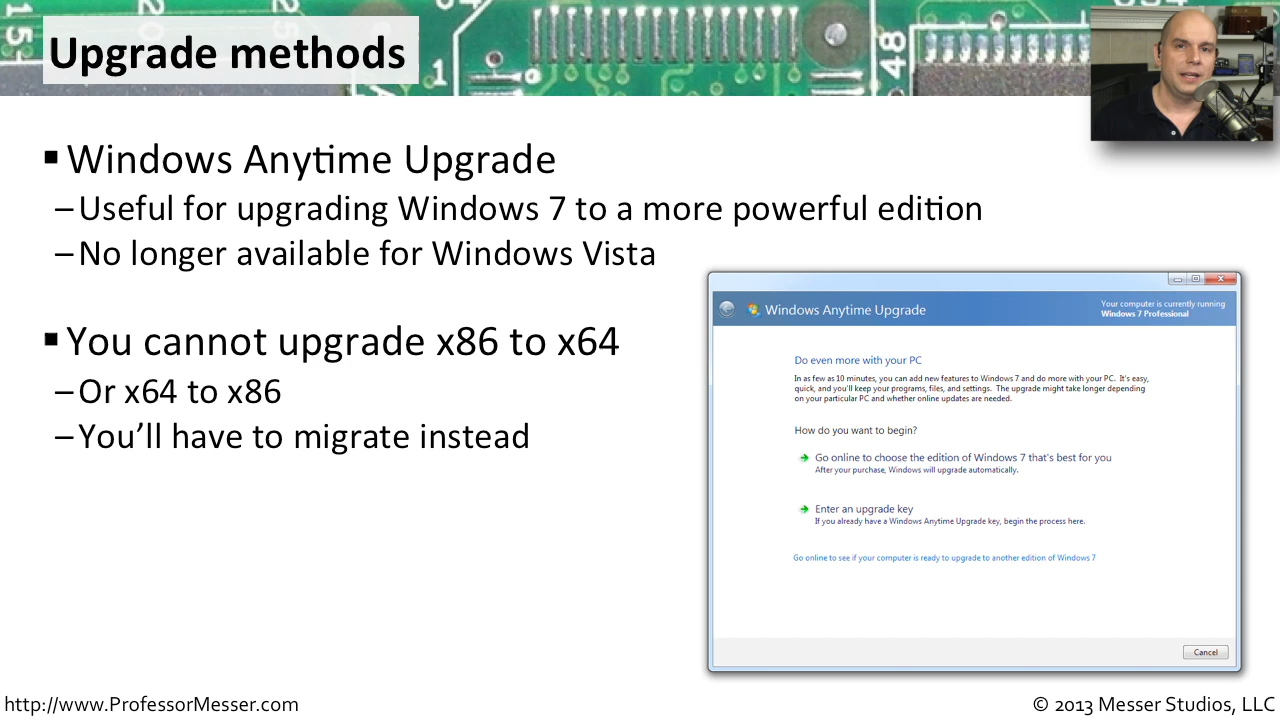 15-
1
48
Upgrade methods
▪ Windows Anytime Upgrade
– Useful for upgrading Windows 7 to a more powerful edition
– No longer available for Windows Vista
▪ You cannot upgrade x86 to x64
– Or x64 to x86
– You’ll have to migrate instead
Windows Anytime Upgrade
Your computer is currently running
Windows 7 Professional
Do even more with your PC
In as few as 10 minutes, you can add new features to Windows 7 and do more with your PC. It's easy,
quick, and you'll keep your programs, files, and settings. The upgrade might take longer depending
on your particular PC and whether online updates are needed.
How do you want to begin?
Go online to choose the edition of Windows 7 that's best for you
After your purchase, Windows will upgrade automatically.
Enter an upgrade key
If you already have a Windows Anytime Upgrade key, begin the process here.
Go online to see if your computer is ready to upgrade to another edition of Windows 7
Cancel
http://www.ProfessorMesser.com
© 2013 Messer Studios, LLC